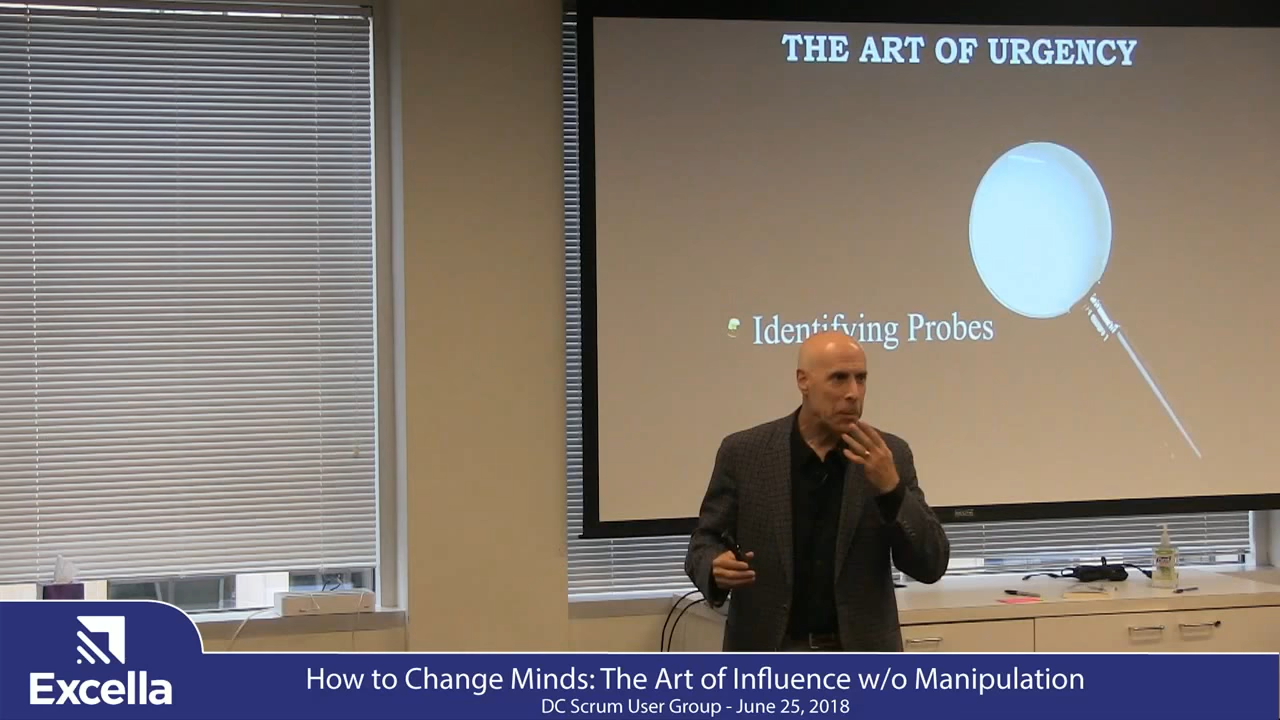 THE ART OF URGENCY
Identifying Probes
Excella
How to Change Minds: The Art of Influence w/o Manipulation
DC Scrum User Group - June 25, 2018